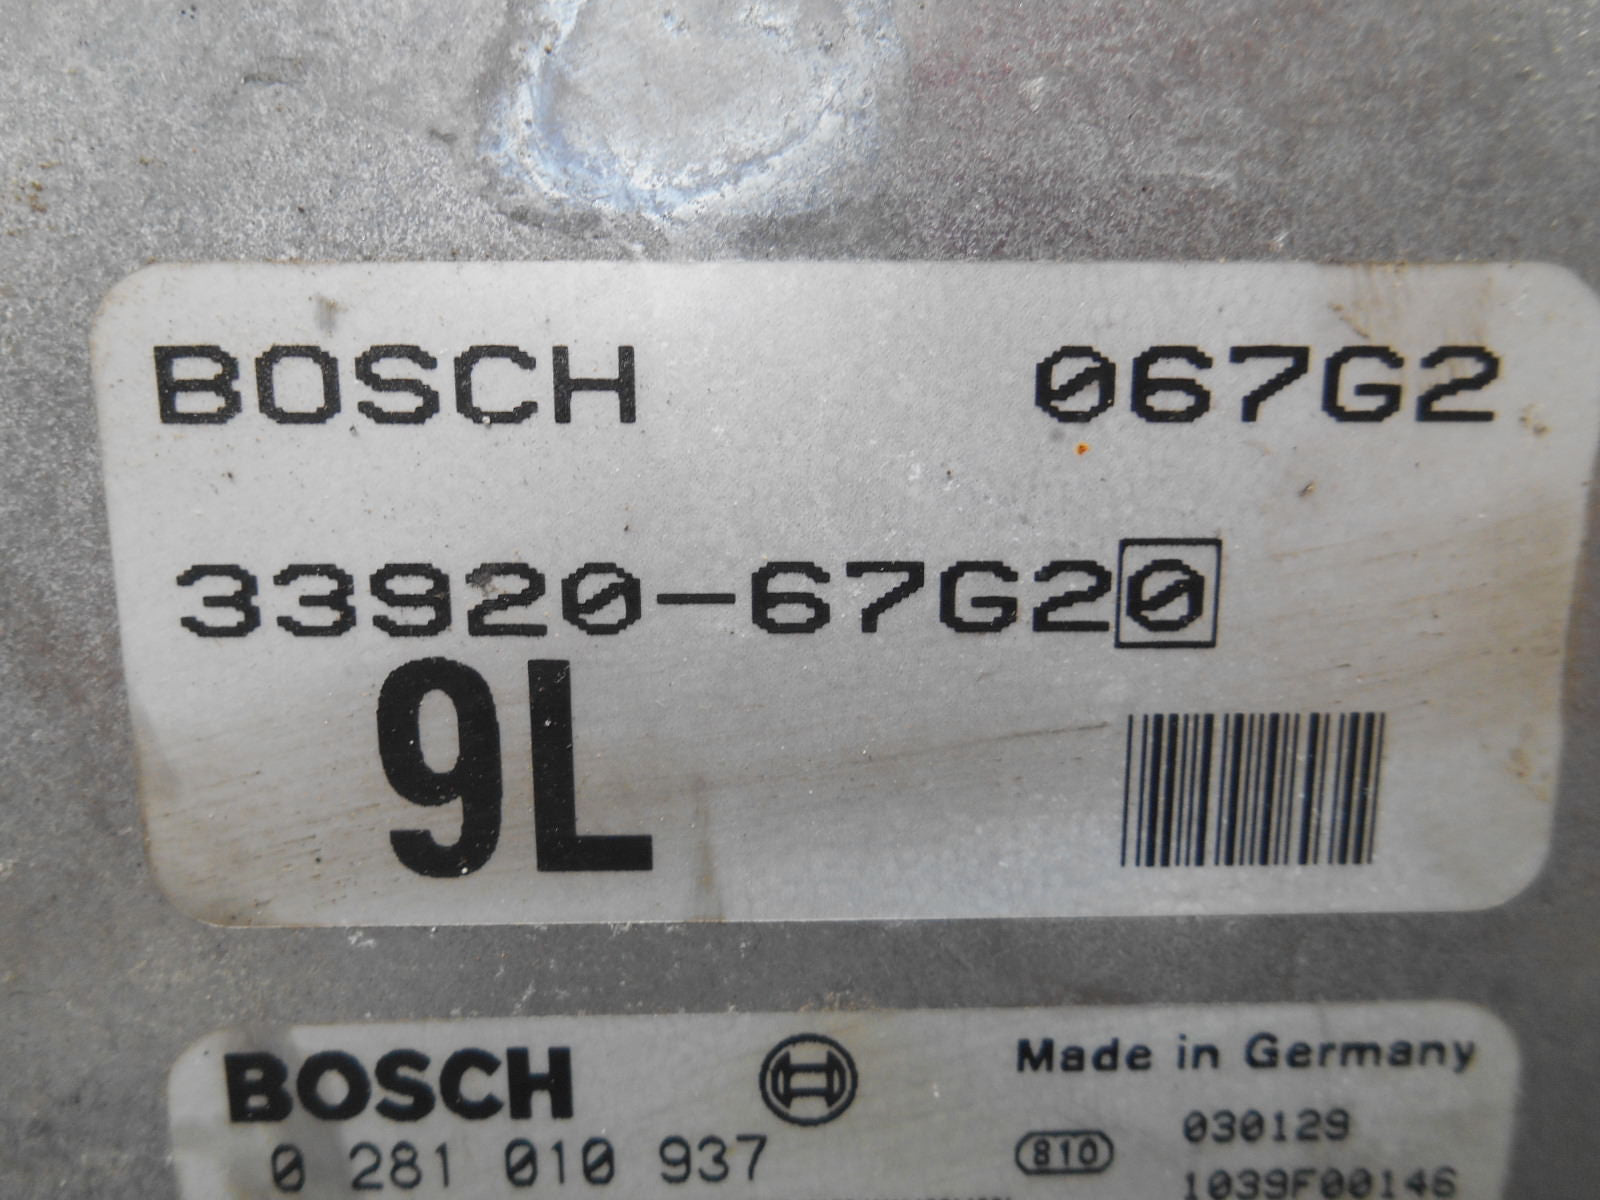 BOSCH 067G2
33920-67G20
9L
BOSCH Made in Germany
030129
0 281 010 937 810
1039F00146